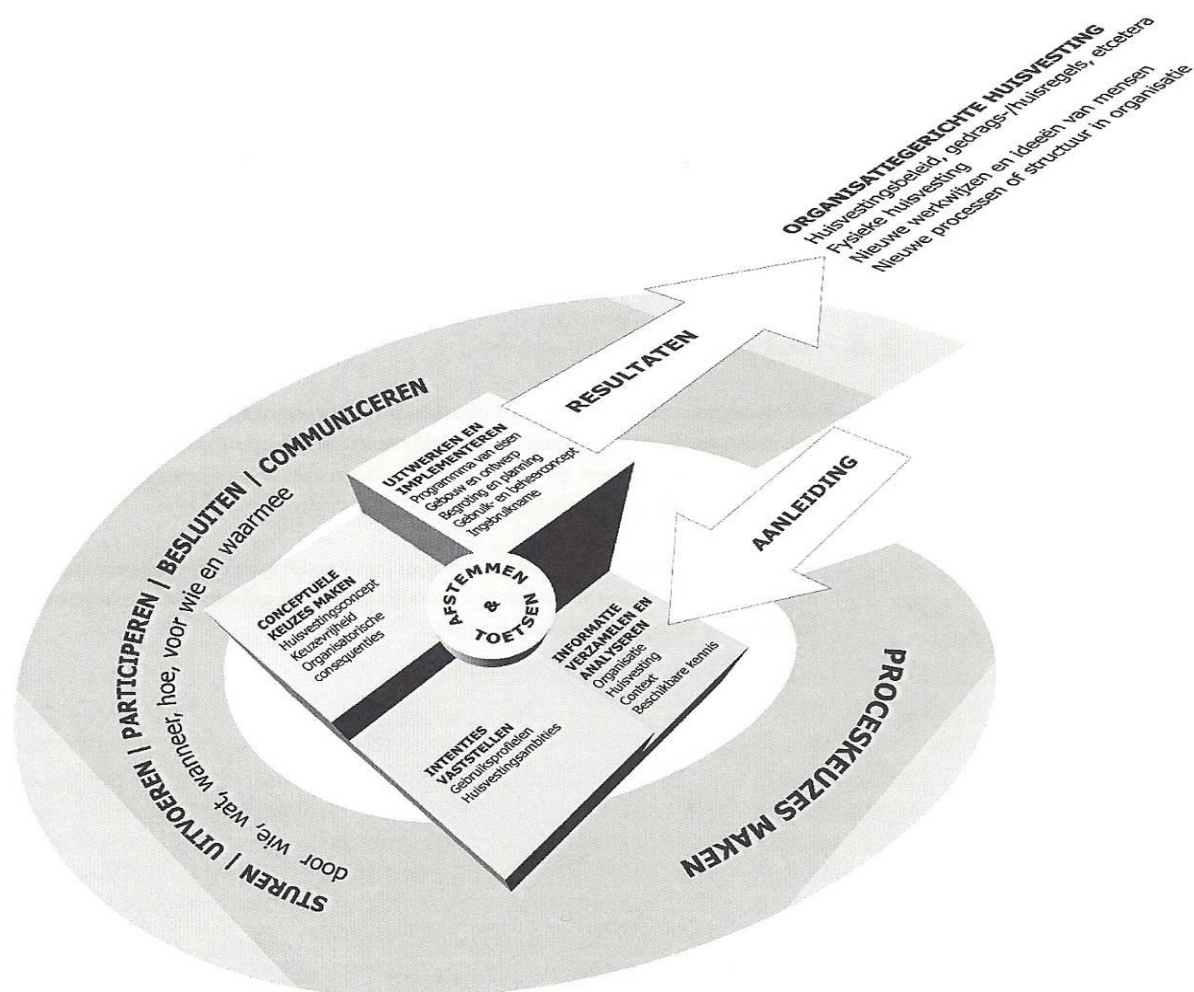 ORGANISATIEGERICHTE HUISVESTING
Huisvestingsbeleid, gedrags-/huisregels, etcetera
Fysieke huisvesting
Nieuwe werkwijzen en ideeën van mensen
Nieuwe processen of structuur in organisatie
RESULTATEN
AANLEIDING
STUREN | UITVOEREN | PARTICIPEREN | BESLUITEN | COMMUNICEREN
door wie, wat, wanneer, hoe, voor wie en waarmee
UITWERKEN EN
IMPLEMENTEREN
Programmma van eisen
Gebouw en ontwerp
Begroting en planning
Gebruik- en beheerconcept
Ingebruikname
CONCEPTUELE
KEUZES MAKEN
Huisvestingsconcept
Keuzevrijheid
Organisatorische
consequenties
AFSTEMMEN
&
TOETSEN
INFORMATIE
VERZAMELEN EN
ANALYSEREN
Organisatie
Huisvesting
Context
Beschikbare kennis
INTENTIES
VASTSTELLEN
Gebruiksprofielen
Huisvestingsambities
PROCESKEUZES MAKEN